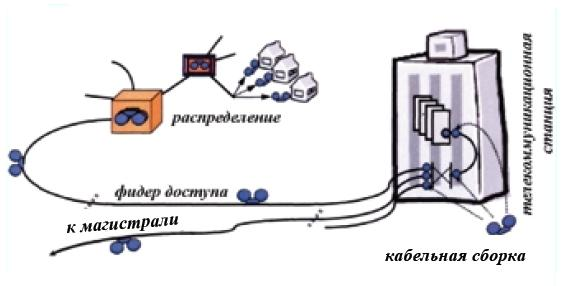 распределение
фидер доступа
к магистрали
телекоммуникационная
станция
кабельная сборка